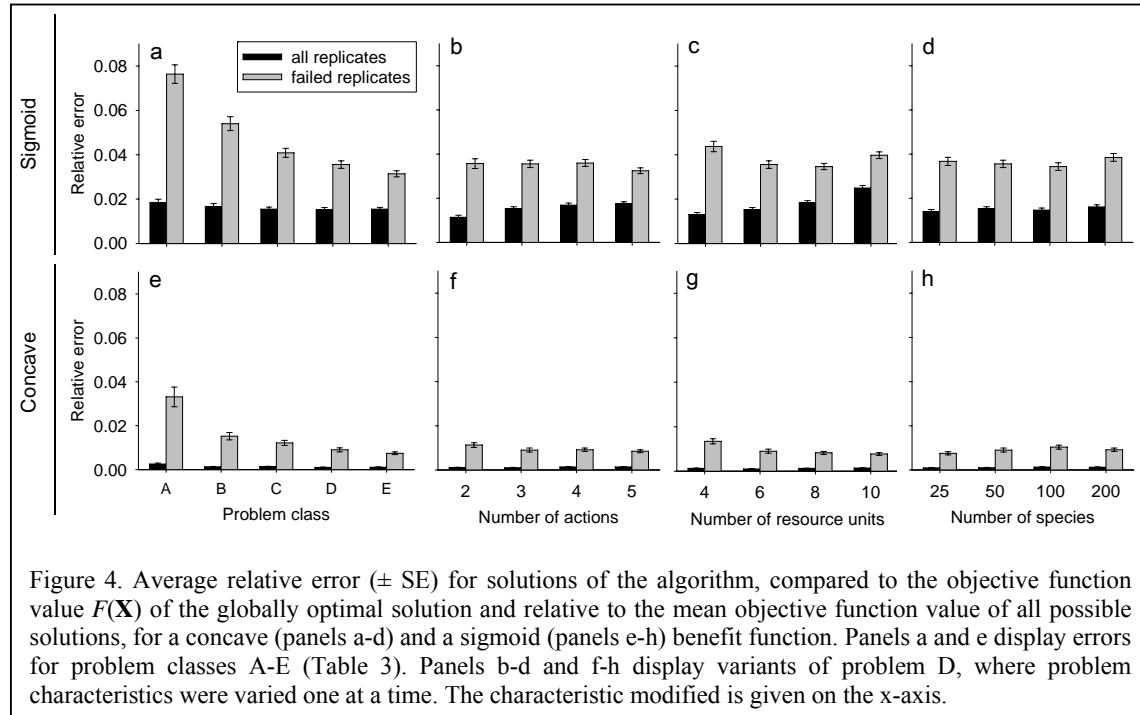 Sigmoid
Relative error
0.08
0.06
0.04
0.02
0.00
a
all replicates
failed replicates
b
c
d
Concave
Relative error
0.08
0.06
0.04
0.02
0.00
e
f
g
h
A B C D E
2 3 4 5
4 6 8 10
25 50 100 200
Problem class
Number of actions
Number of resource units
Number of species
Figure 4. Average relative error (± SE) for solutions of the algorithm, compared to the objective function
value F(X) of the globally optimal solution and relative to the mean objective function value of all possible
solutions, for a concave (panels a-d) and a sigmoid (panels e-h) benefit function. Panels a and e display errors
for problem classes A-E (Table 3). Panels b-d and f-h display variants of problem D, where problem
characteristics were varied one at a time. The characteristic modified is given on the x-axis.